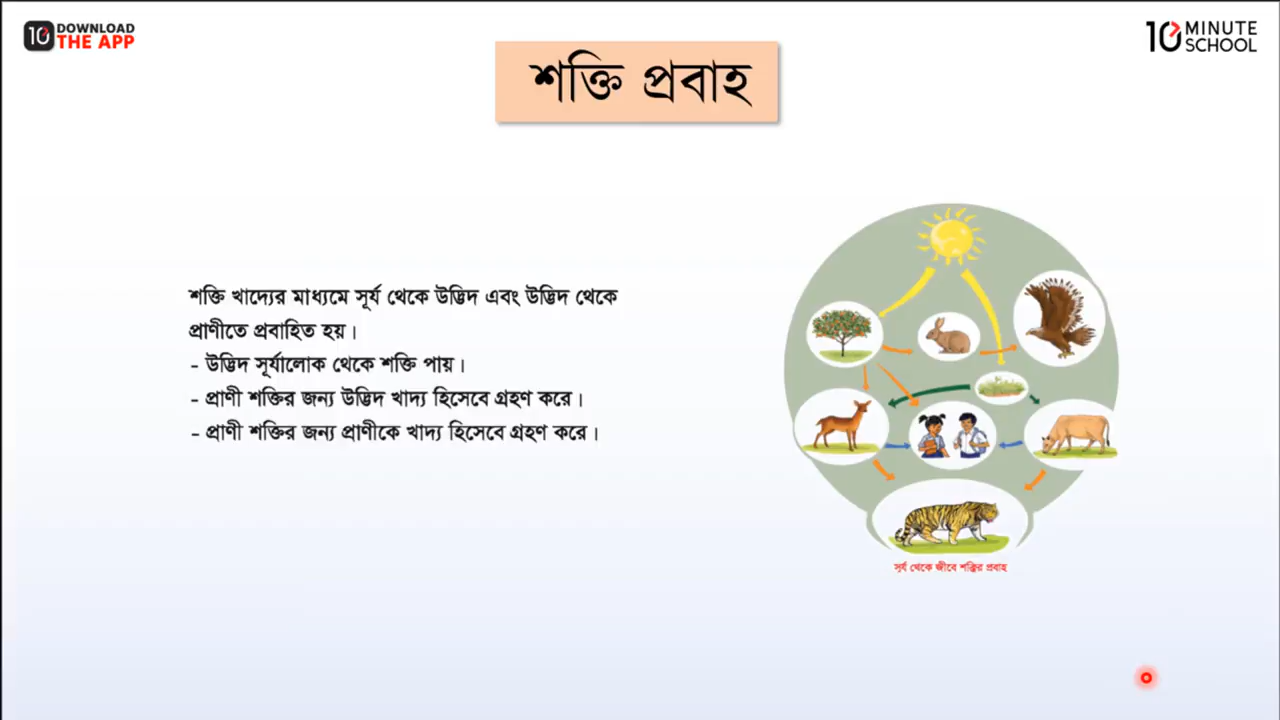 DOWNLOAD
THE APP
10 MINUTE
SCHOOL
শক্তি প্রবাহ
শক্তি খাদ্যের মাধ্যমে সূর্য থেকে উদ্ভিদ এবং উদ্ভিদ থেকে
প্রাণীতে প্রবাহিত হয়।
- উদ্ভিদ সূর্যালোক থেকে শক্তি পায়।
- প্রাণী শক্তির জন্য উদ্ভিদ খাদ্য হিসেবে গ্রহণ করে।
- প্রাণী শক্তির জন্য প্রাণীকে খাদ্য হিসেবে গ্রহণ করে।
সূর্য থেকে জীবে শক্তির প্রবাহ